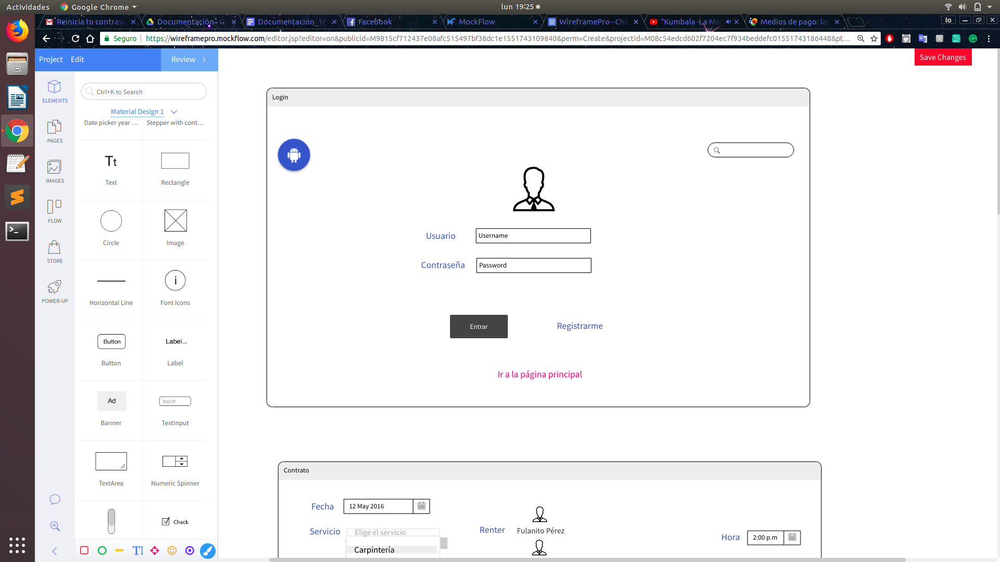 Actividades
Google Chrome
lun 19:25
Reinicia tu contras
Documentación
Documentación_1
Facebook
MockFlow
WireframePro - Cho
"Kumbala -La Ma
Medios de pago: la
Io
Seguro
https://wireframepro.mockflow.com/editor.jsp?editor=on&publicid=M9815cf712437e08afc515497bf38dc1e1551743109840&perm=Create&projectid=M08c54edcd602f7204ec7f934beddefc01551743186448&pt...
Project
Edit
Review
Save Changes
ELEMENTS
PAGES
IMAGES
FLOW
STORE
POWER-UP
Ctrl+K to Search
Material Design 1
Date picker year ...
Stepper with cont...
Tt
Text
Rectangle
Circle
Image
Horizontal Line
i
Font Icons
Button
Button
Label...
Label
Ad
Banner
Input
TextInput
TextArea
Numeric Spinner
Check
Login
Usuario
Username
Contraseña
Password
Entrar
Registrarme
Ir a la página principal
Contrato
Fecha
12 May 2016
Servicio
Elige el servicio
Carpintería
Renter
Fulanito Pérez
Hora
2:00 p.m